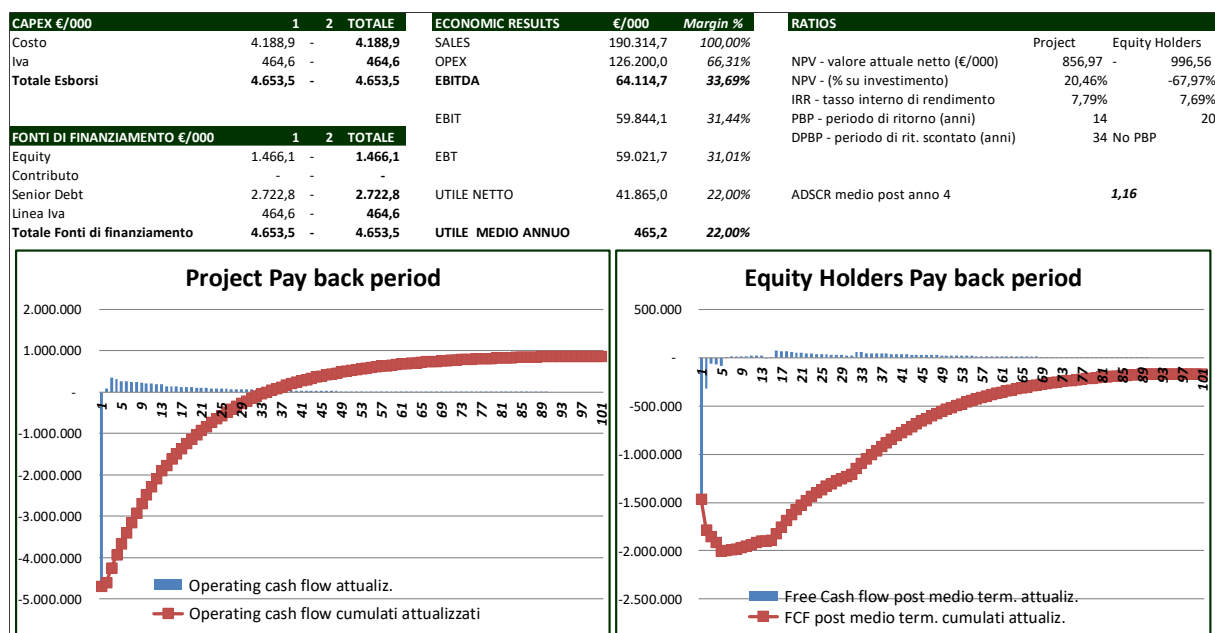 CAPEX €/000 1 2 TOTALE
Costo 4.188,9 - 4.188,9
Iva 464,6 - 464,6
Totale Esborsi 4.653,5 - 4.653,5
FONTI DI FINANZIAMENTO €/000 1 2 TOTALE
Equity 1.466,1 - 1.466,1
Contributo - - -
Senior Debt 2.722,8 - 2.722,8
Linea Iva 464,6 - 464,6
Totale Fonti di finanziamento 4.653,5 - 4.653,5
ECONOMIC RESULTS €/000 Margin %
SALES 190.314,7 100,00%
OPEX 126.200,0 66,31%
EBITDA 64.114,7 33,69%
EBIT 59.844,1 31,44%
EBT 59.021,7 31,01%
UTILE NETTO 41.865,0 22,00%
UTILE MEDIO ANNUO 465,2 22,00%
RATIOS
Project Equity Holders
NPV - valore attuale netto (€/000) 856,97 - 996,56
NPV - (% su investimento) 20,46% -67,97%
IRR - tasso interno di rendimento 7,79% 7,69%
PBP - periodo di ritorno (anni) 14 20
DPBP - periodo di rit. scontato (anni) 34 No PBP
ADSCR medio post anno 4 1,16
Project Pay back period
2.000.000
1.000.000
-
-1.000.000
-2.000.000
-3.000.000
-4.000.000
-5.000.000
1 5 9 13 17 21 25 29 33 37 41 45 49 53 57 61 65 69 73 77 81 85 89 93 97 101
Operating cash flow attualiz.
Operating cash flow cumulati attualizzati
Equity Holders Pay back period
500.000
-
-500.000
-1.000.000
-1.500.000
-2.000.000
-2.500.000
1 5 9 13 17 21 25 29 33 37 41 45 49 53 57 61 65 69 73 77 81 85 89 93 97 101
Free Cash flow post medio term. attualiz.
FCF post medio term. cumulati attualiz.